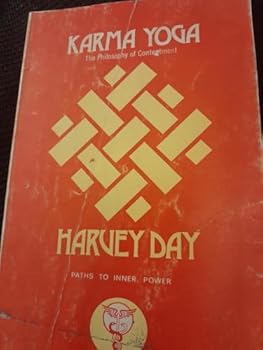 KARMA YOGA
The Philosophy of Contentment
HARVEY DAY
PATHS TO INNER POWER